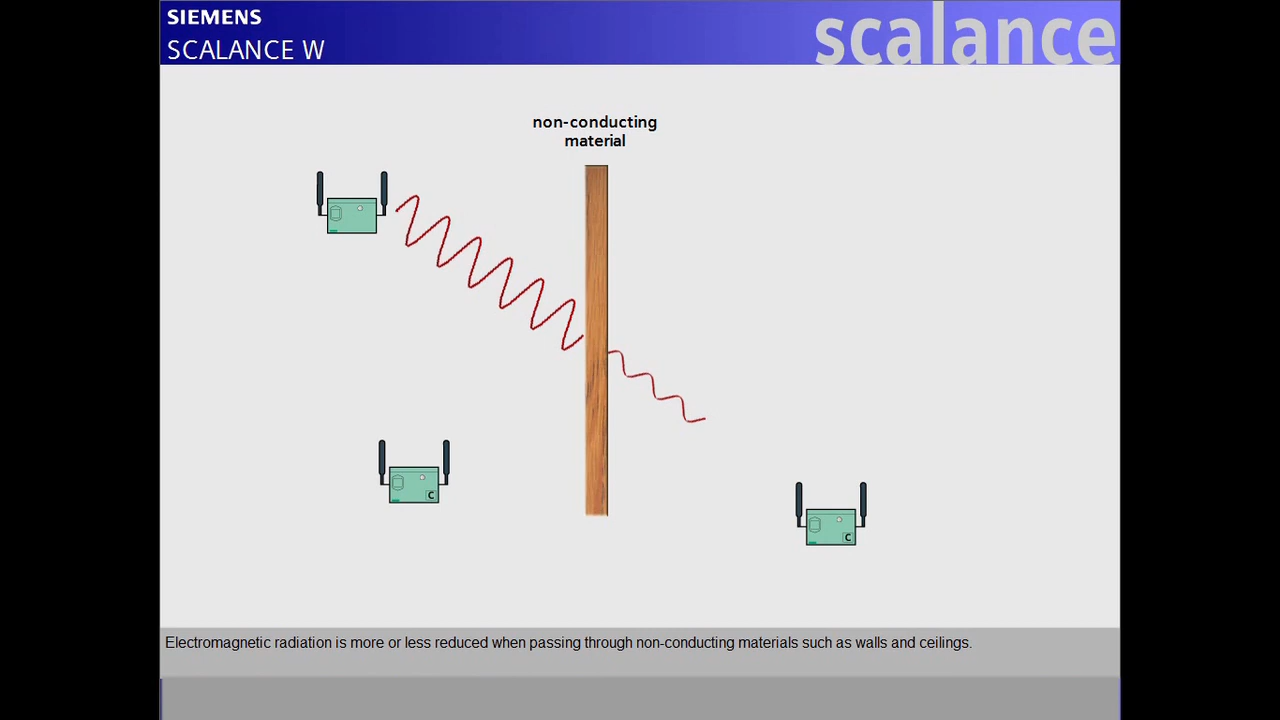 SIEMENS
SCALANCE W
scalance
non-conducting
material
C
C
Electromagnetic radiation is more or less reduced when passing through non-conducting materials such as walls and ceilings.